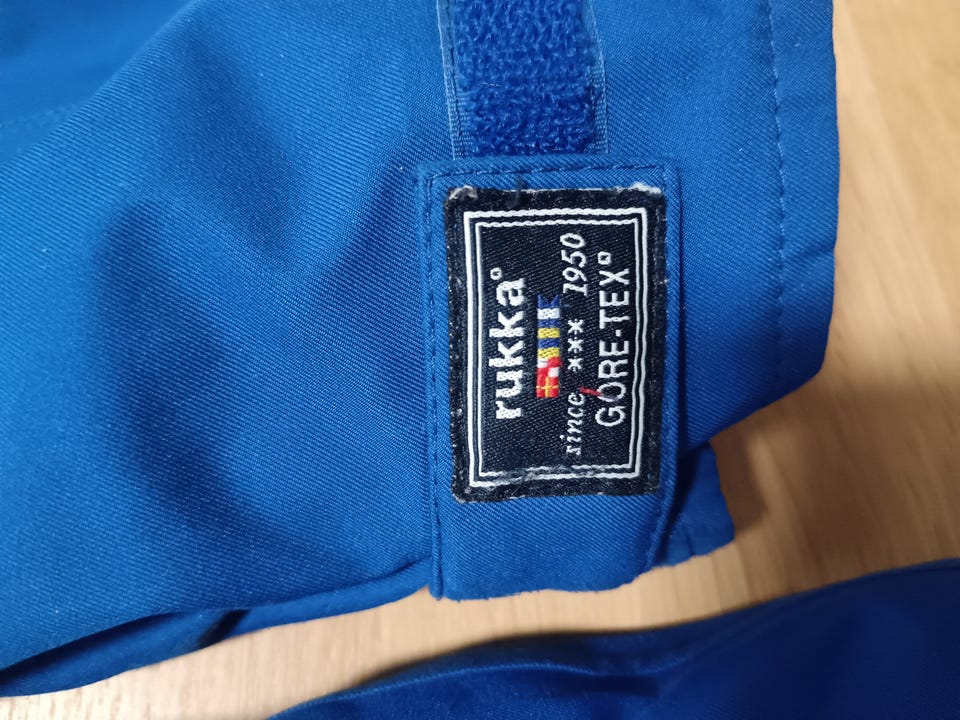 rukka°
since *** 1950
GORE-TEX°